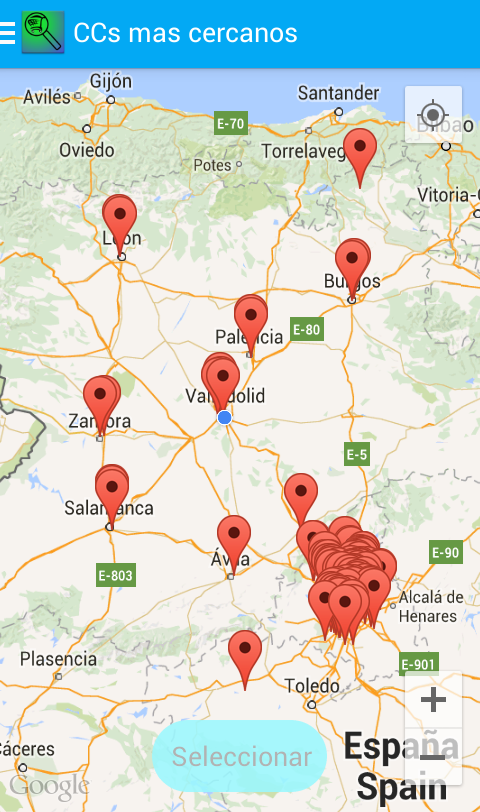 CCs mas cercanos
Gijón
Avilés
Santander
E-70
Bilbao
Oviedo
Torrelavega
Potes
Vitoria-G
León
Burgos
E-80
Palencia
Valladolid
Zamora
E-5
Salamanca
Ávila
E-90
E-803
Alcalá de
Henares
Plasencia
E-901
Toledo
+
España
Seleccionar
Cáceres
−
Spain
Google